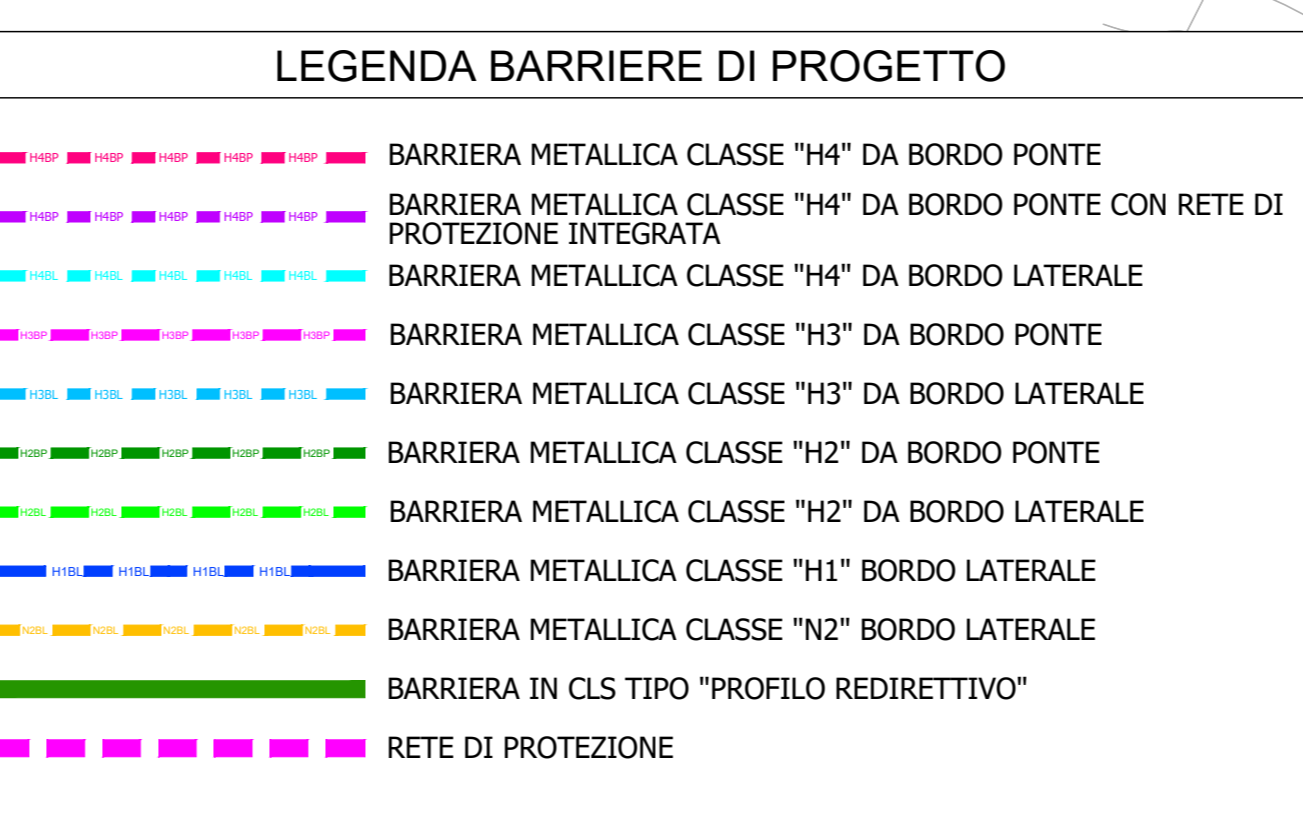 LEGENDA BARRIERE DI PROGETTO
H4BP H4BP H4BP H4BP H4BP BARRIERA METALLICA CLASSE "H4" DA BORDO PONTE
H4BP H4BP H4BP H4BP H4BP BARRIERA METALLICA CLASSE "H4" DA BORDO PONTE CON RETE DI
PROTEZIONE INTEGRATA
H4BL H4BL H4BL H4BL H4BL BARRIERA METALLICA CLASSE "H4" DA BORDO LATERALE
H3BP H3BP H3BP H3BP H3BP BARRIERA METALLICA CLASSE "H3" DA BORDO PONTE
H3BL H3BL H3BL H3BL H3BL BARRIERA METALLICA CLASSE "H3" DA BORDO LATERALE
H2BP H2BP H2BP H2BP H2BP BARRIERA METALLICA CLASSE "H2" DA BORDO PONTE
H2BL H2BL H2BL H2BL H2BL BARRIERA METALLICA CLASSE "H2" DA BORDO LATERALE
H1BL H1BL H1BL H1BL BARRIERA METALLICA CLASSE "H1" BORDO LATERALE
N2BL N2BL N2BL N2BL N2BL BARRIERA METALLICA CLASSE "N2" BORDO LATERALE
BARRIERA IN CLS TIPO "PROFILO REDIRETTIVO"
RETE DI PROTEZIONE